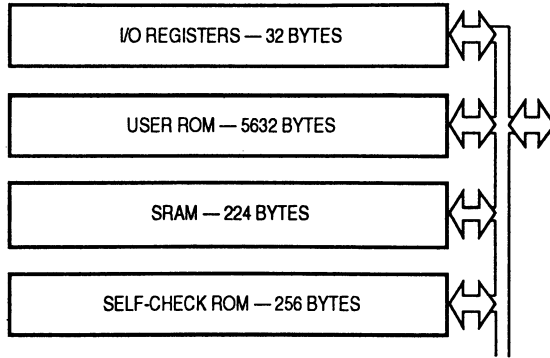 I/O REGISTERS — 32 BYTES
USER ROM — 5632 BYTES
SRAM — 224 BYTES
SELF-CHECK ROM — 256 BYTES